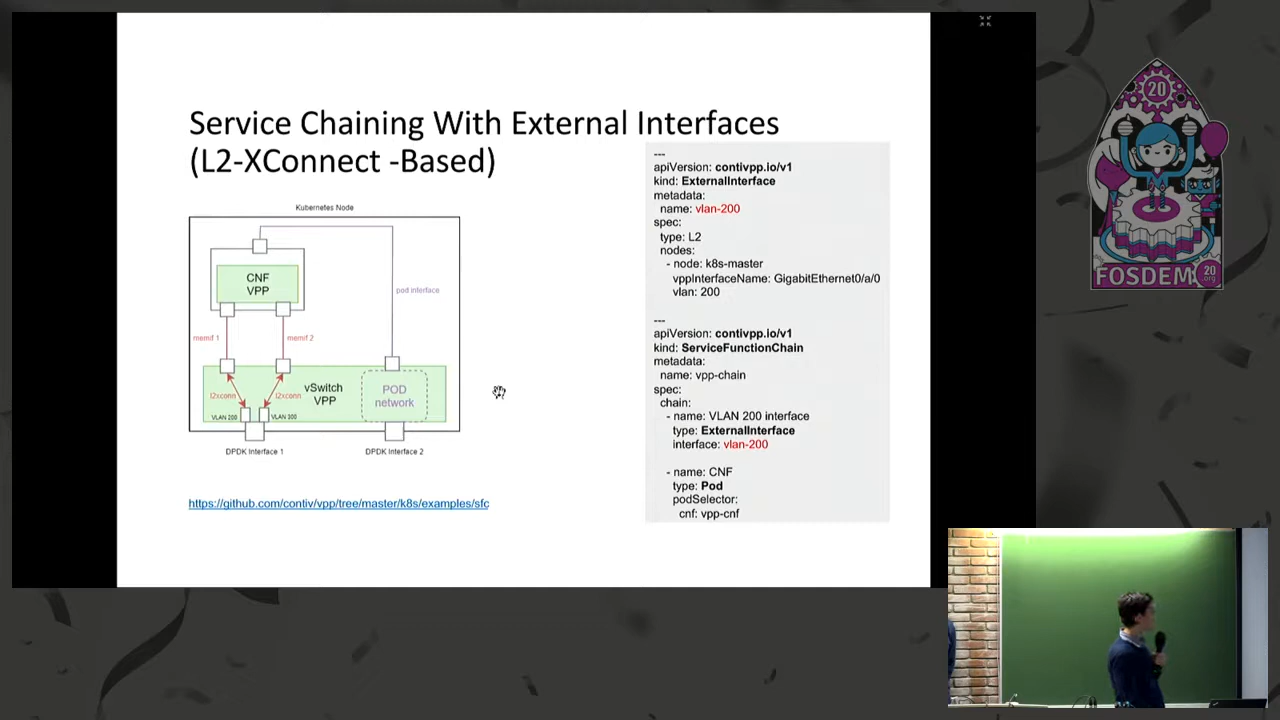 Service Chaining With External Interfaces
(L2-XConnect -Based)
Kubernetes Node
CNF
VPP
pod interface
memif 1
memif 2
l2xconn
l2xconn
vSwitch
VPP
POD
network
VLAN 200
VLAN 300
DPDK Interface 1
DPDK Interface 2
https://github.com/contiv/vpp/tree/master/k8s/examples/sfc
---
apiVersion: contivpp.io/v1
kind: ExternalInterface
metadata:
name: vlan-200
spec:
type: L2
nodes:
- node: k8s-master
vppInterfaceName: GigabitEthernet0/a/0
vlan: 200
---
apiVersion: contivpp.io/v1
kind: ServiceFunctionChain
metadata:
name: vpp-chain
spec:
chain:
- name: VLAN 200 interface
type: ExternalInterface
interface: vlan-200
- name: CNF
type: Pod
podSelector:
cnf: vpp-cnf
20
FOSDEM
20
.org